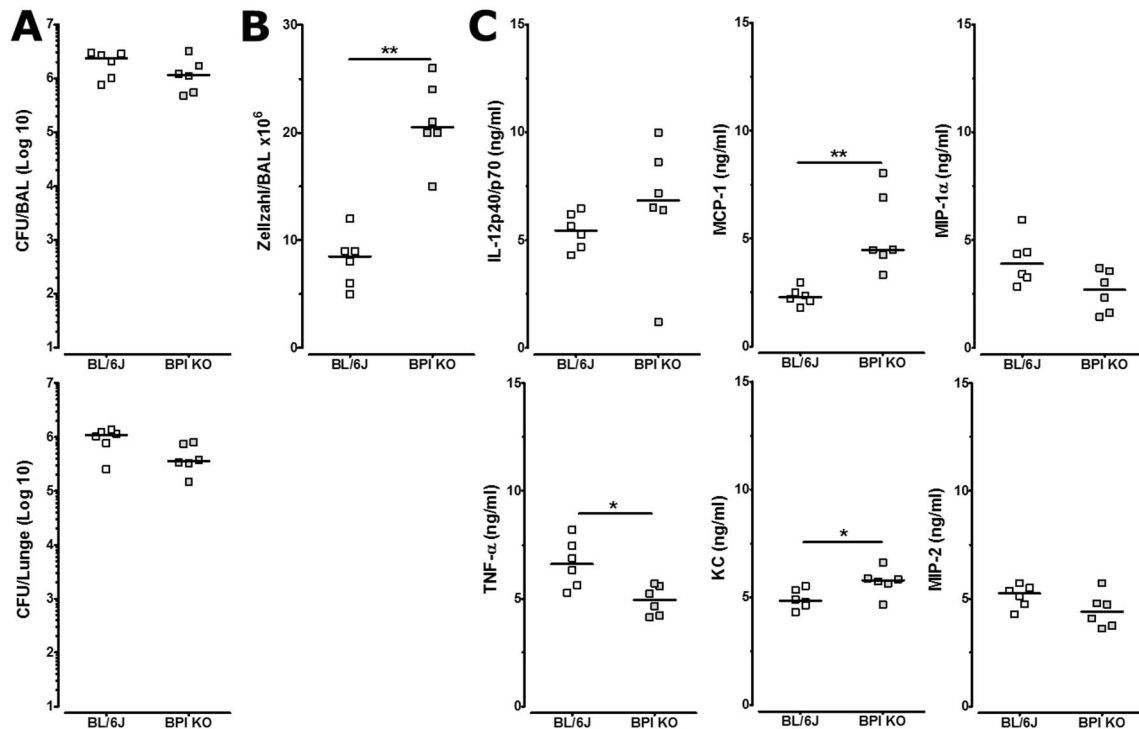 A
CFU/BAL (Log 10)
7
6
5
4
3
2
1
BL/6J BPI KO
B
Zellzahl/BAL x10⁶
30
20
10
0
**
BL/6J BPI KO
C
IL-12p40/p70 (ng/ml)
15
10
5
0
BL/6J BPI KO
MCP-1 (ng/ml)
15
10
5
0
**
BL/6J BPI KO
MIP-1α (ng/ml)
15
10
5
0
BL/6J BPI KO
CFU/Lunge (Log 10)
7
6
5
4
3
2
1
BL/6J BPI KO
TNF-α (ng/ml)
15
10
5
0
*
BL/6J BPI KO
KC (ng/ml)
15
10
5
0
*
BL/6J BPI KO
MIP-2 (ng/ml)
15
10
5
0
BL/6J BPI KO